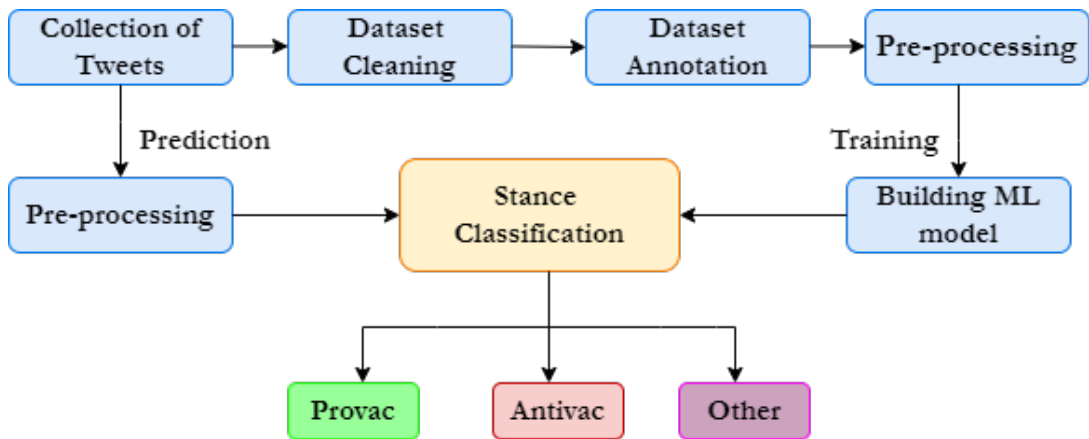 Collection of
Tweets
Dataset
Cleaning
Dataset
Annotation
Pre-processing
Prediction
Training
Pre-processing
Stance
Classification
Building ML
model
Provac
Antivac
Other